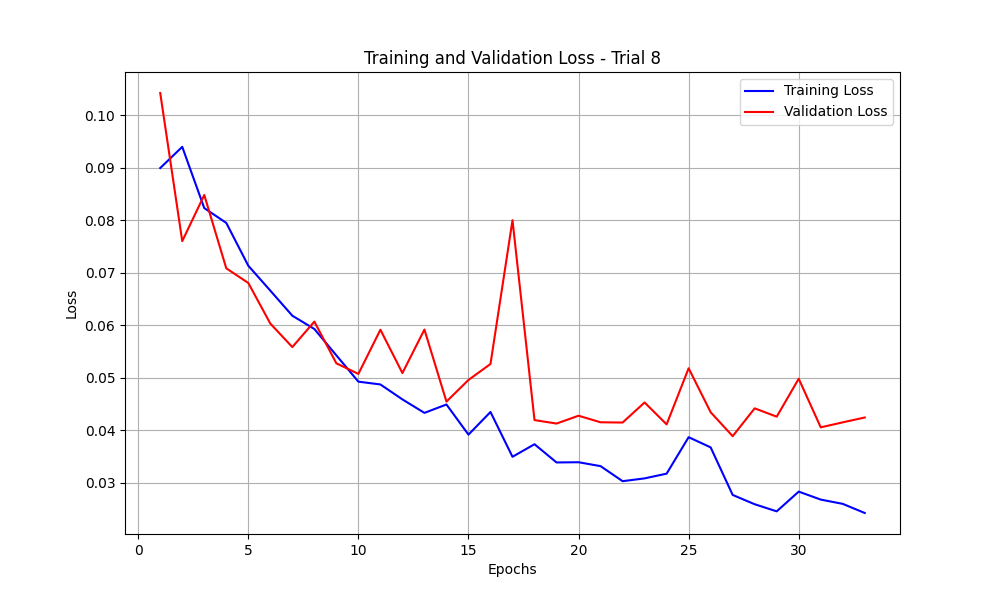 Training and Validation Loss - Trial 8
Training Loss
Validation Loss
0.10
0.09
0.08
0.07
0.06
0.05
0.04
0.03
Loss
0 5 10 15 20 25 30
Epochs